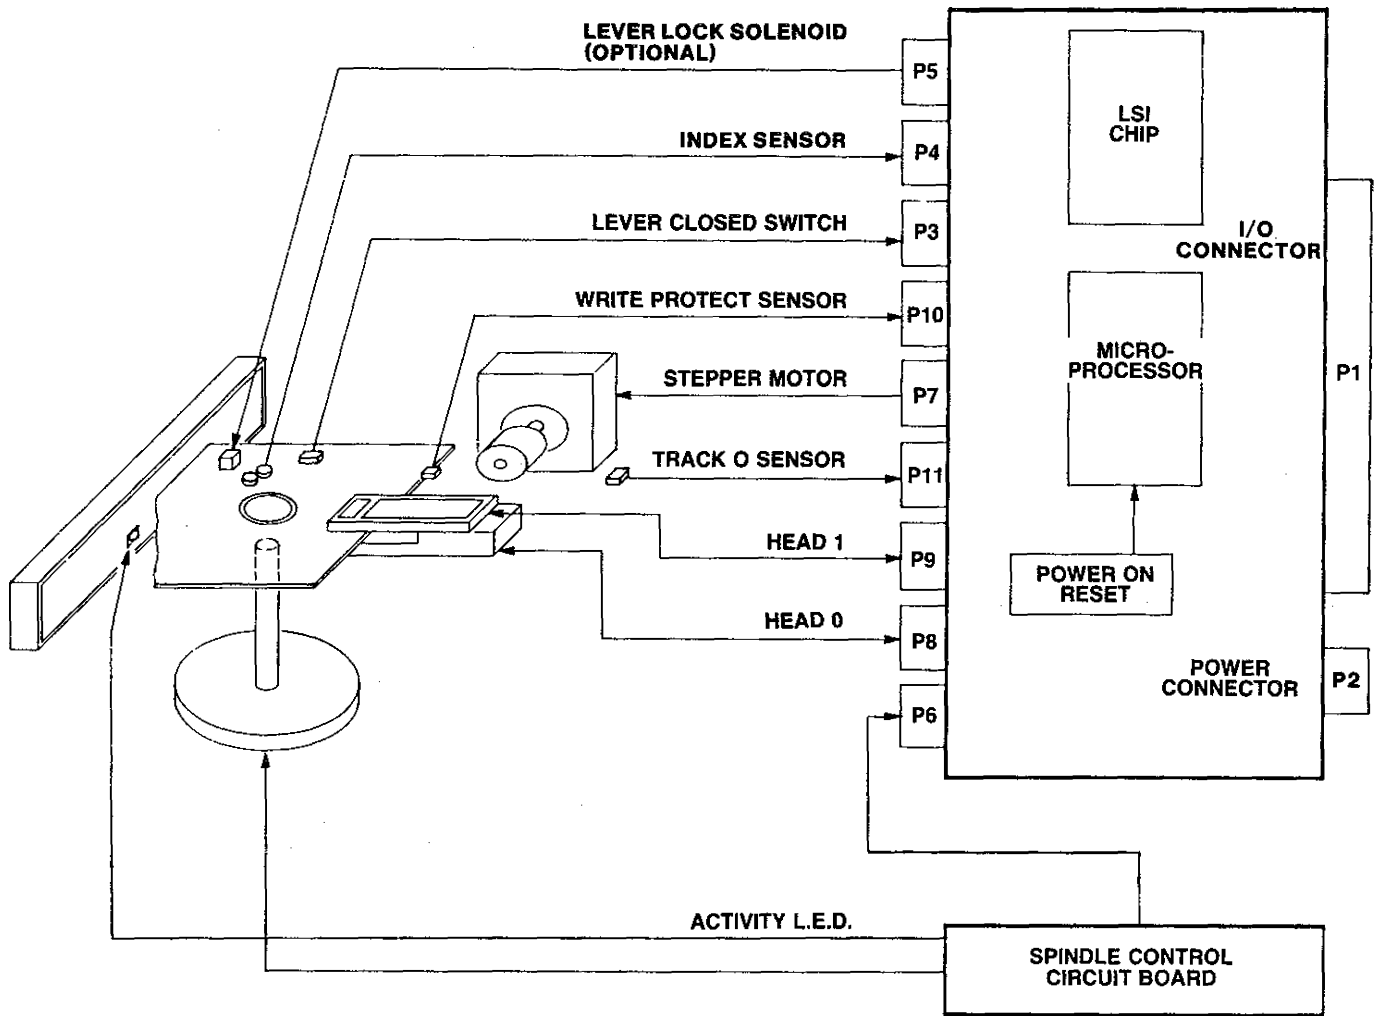 LEVER LOCK SOLENOID
(OPTIONAL)
P5
INDEX SENSOR
P4
LEVER CLOSED SWITCH
P3
WRITE PROTECT SENSOR
P10
STEPPER MOTOR
P7
TRACK O SENSOR
P11
HEAD 1
P9
HEAD 0
P8
P6
LSI
CHIP
I/O
CONNECTOR
MICRO-
PROCESSOR
P1
POWER ON
RESET
POWER
CONNECTOR
P2
ACTIVITY L.E.D.
SPINDLE CONTROL
CIRCUIT BOARD